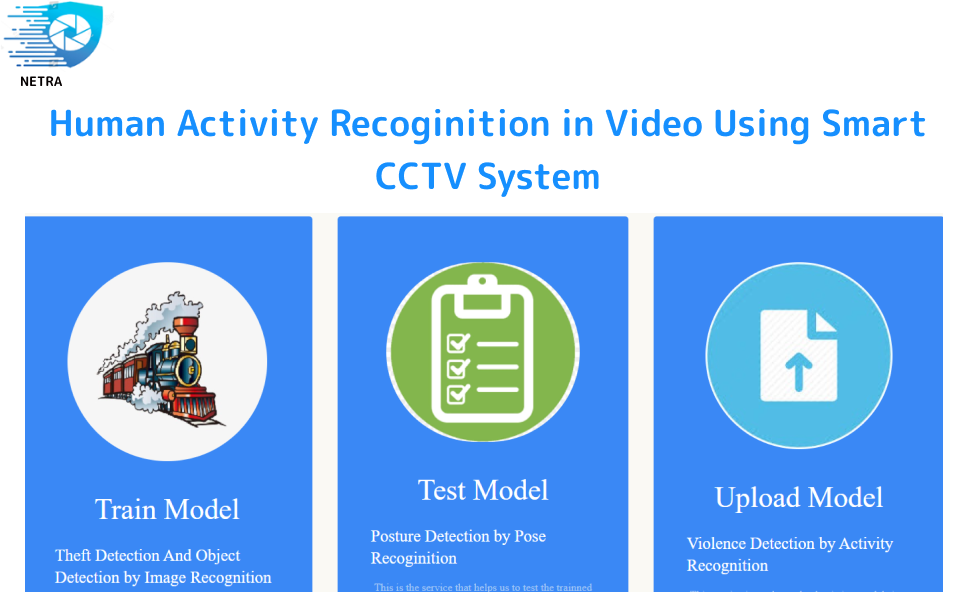 NETRA
Human Activity Recoginition in Video Using Smart
CCTV System
Train Model
Theft Detection And Object
Detection by Image Recognition
Test Model
Posture Detection by Pose
Recoginition
This is the service that helps us to test the trainned
Upload Model
Violence Detection by Activity
Recognition